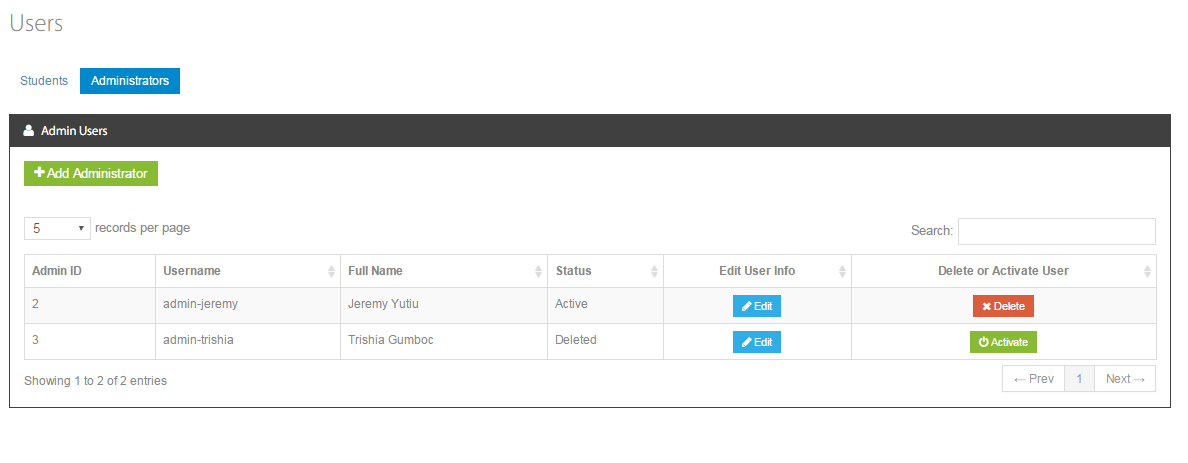 Users
Students Administrators
Admin Users
Add Administrator
5 records per page Search:
Admin ID Username Full Name Status Edit User Info Delete or Activate User
2 admin-jeremy Jeremy Yutiu Active Edit Delete
3 admin-trishia Trishia Gumboc Deleted Edit Activate
Showing 1 to 2 of 2 entries ← Prev 1 Next →